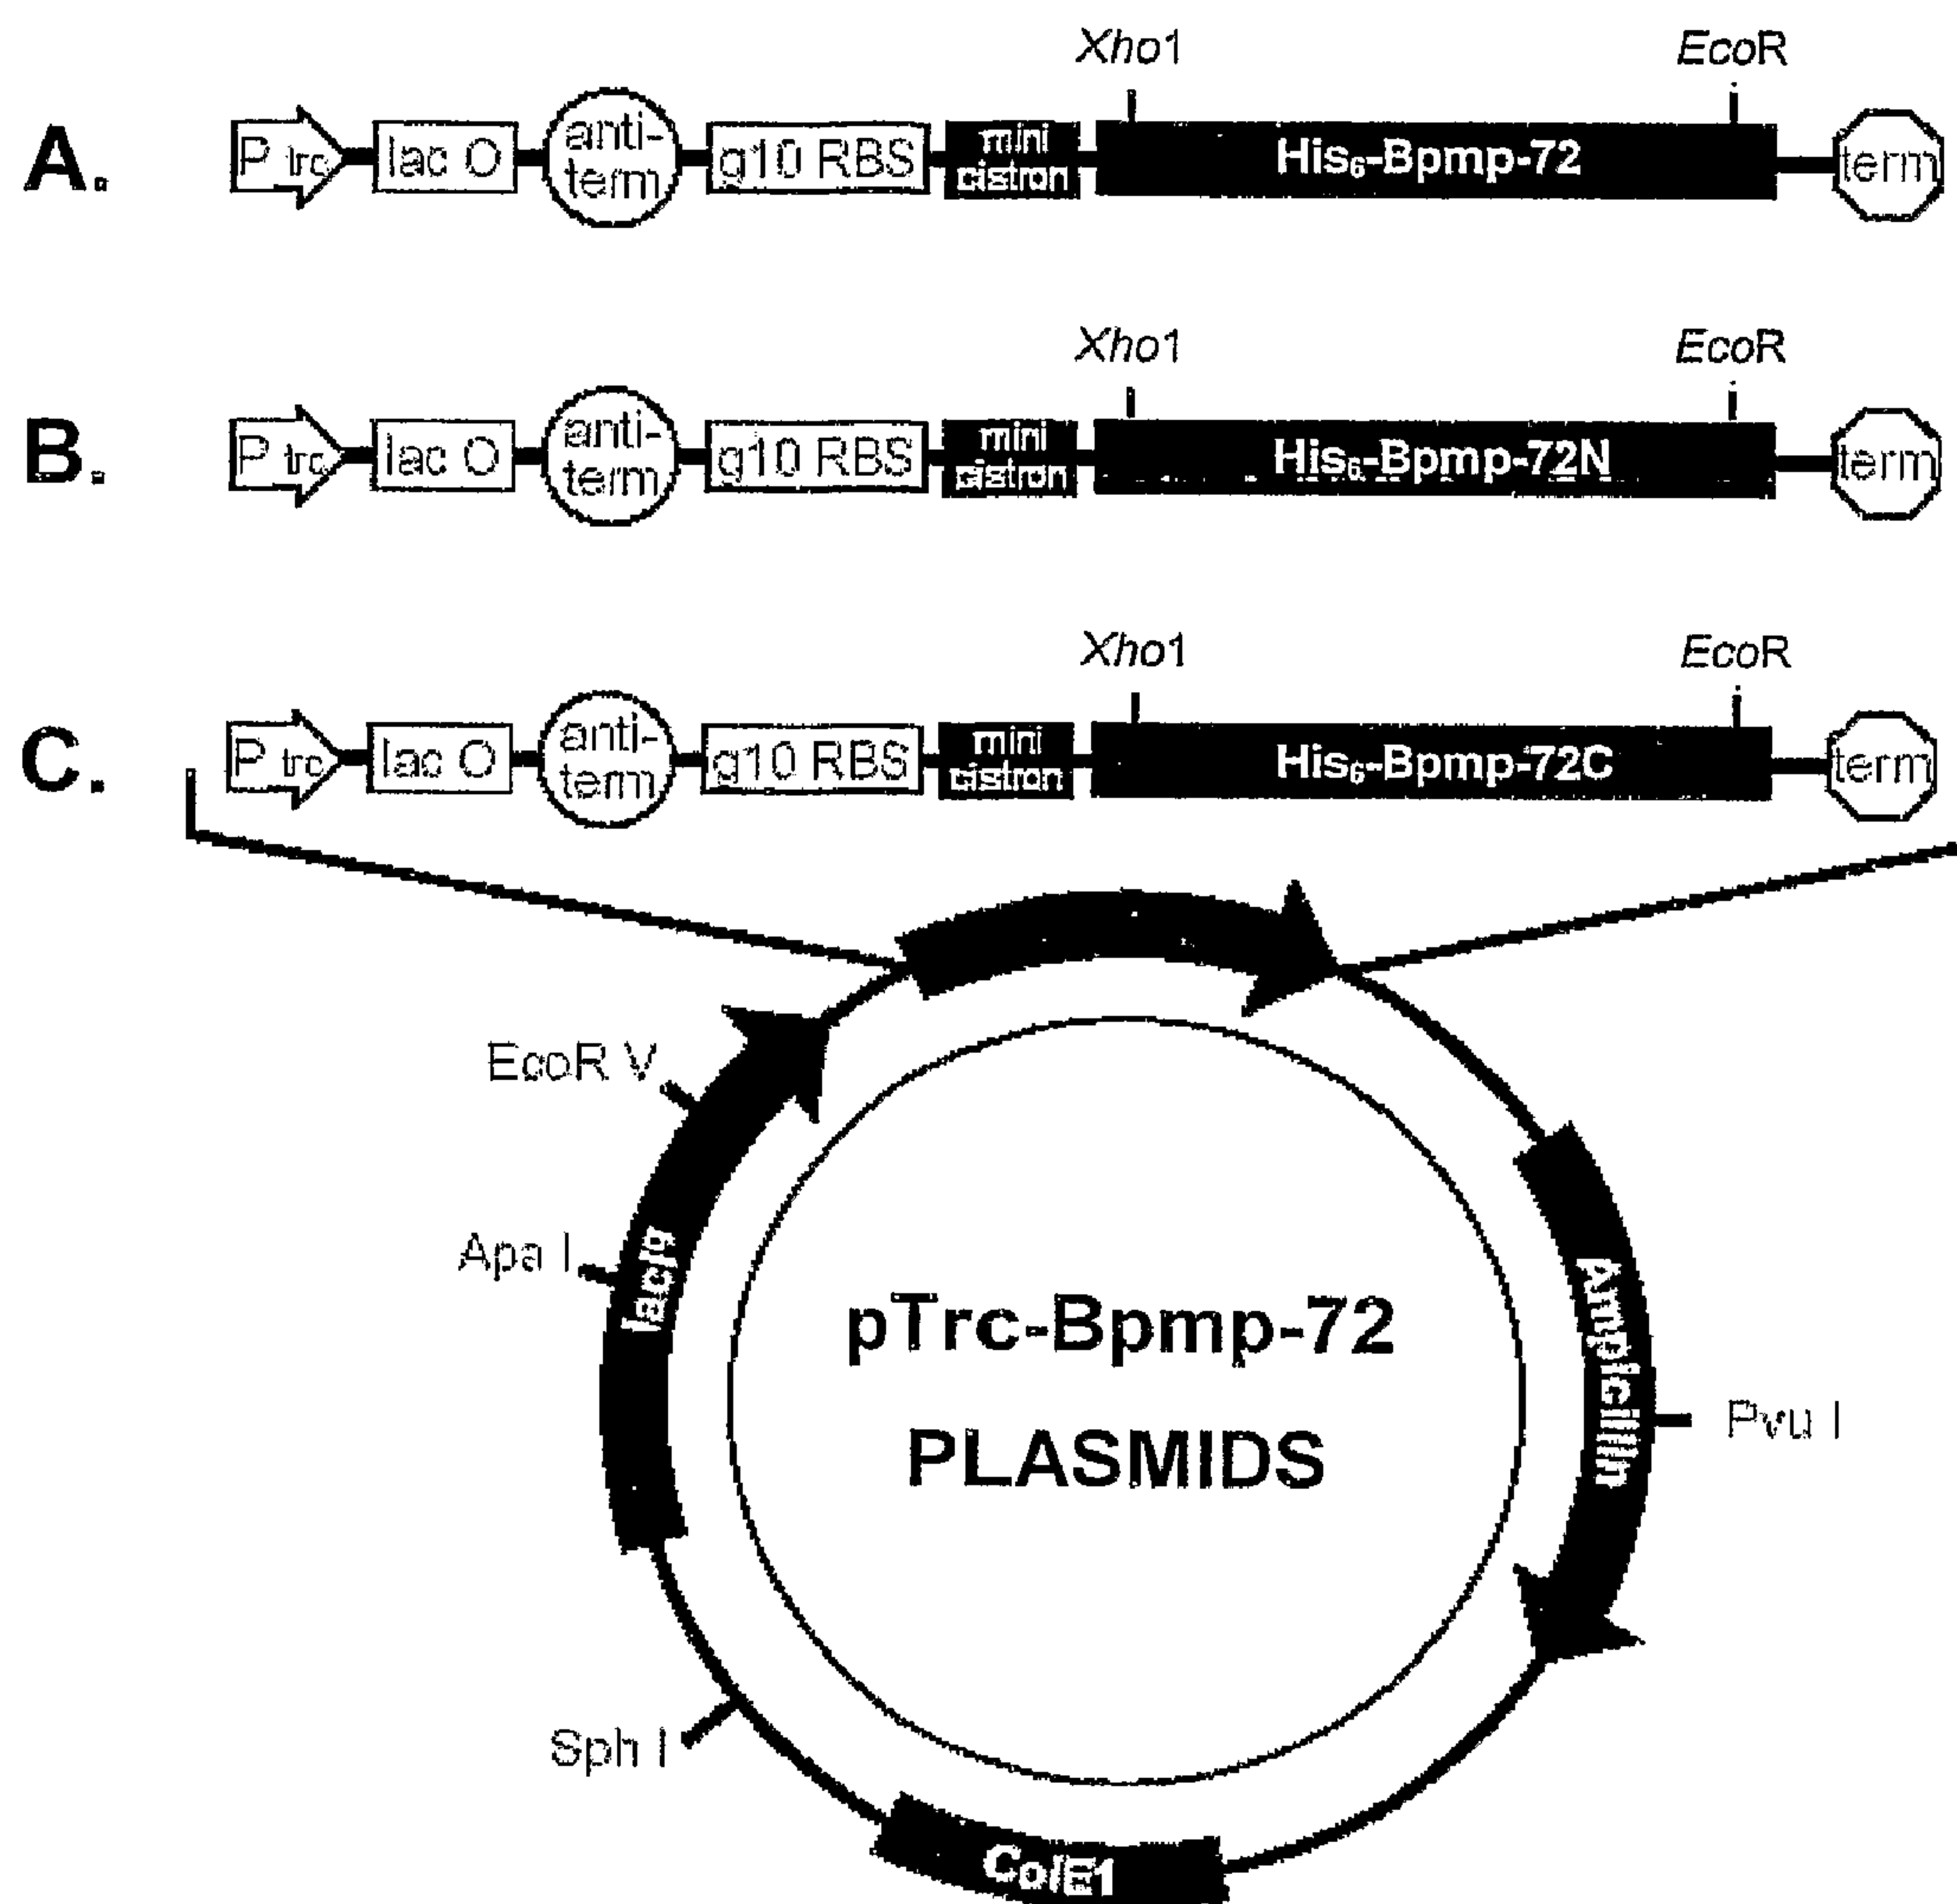 Xho1 EcoR
A. P trc lac O anti-term g10 RBS mini cistron His6-Bpmp-72 term
Xho1 EcoR
B. P trc lac O anti-term g10 RBS mini cistron His6-Bpmp-72N term
Xho1 EcoR
C. P trc lac O anti-term g10 RBS mini cistron His6-Bpmp-72C term
EcoR V
Apa I
Ampicillin
pTrc-Bpmp-72
PLASMIDS
Pvu I
Sph I
ColE1